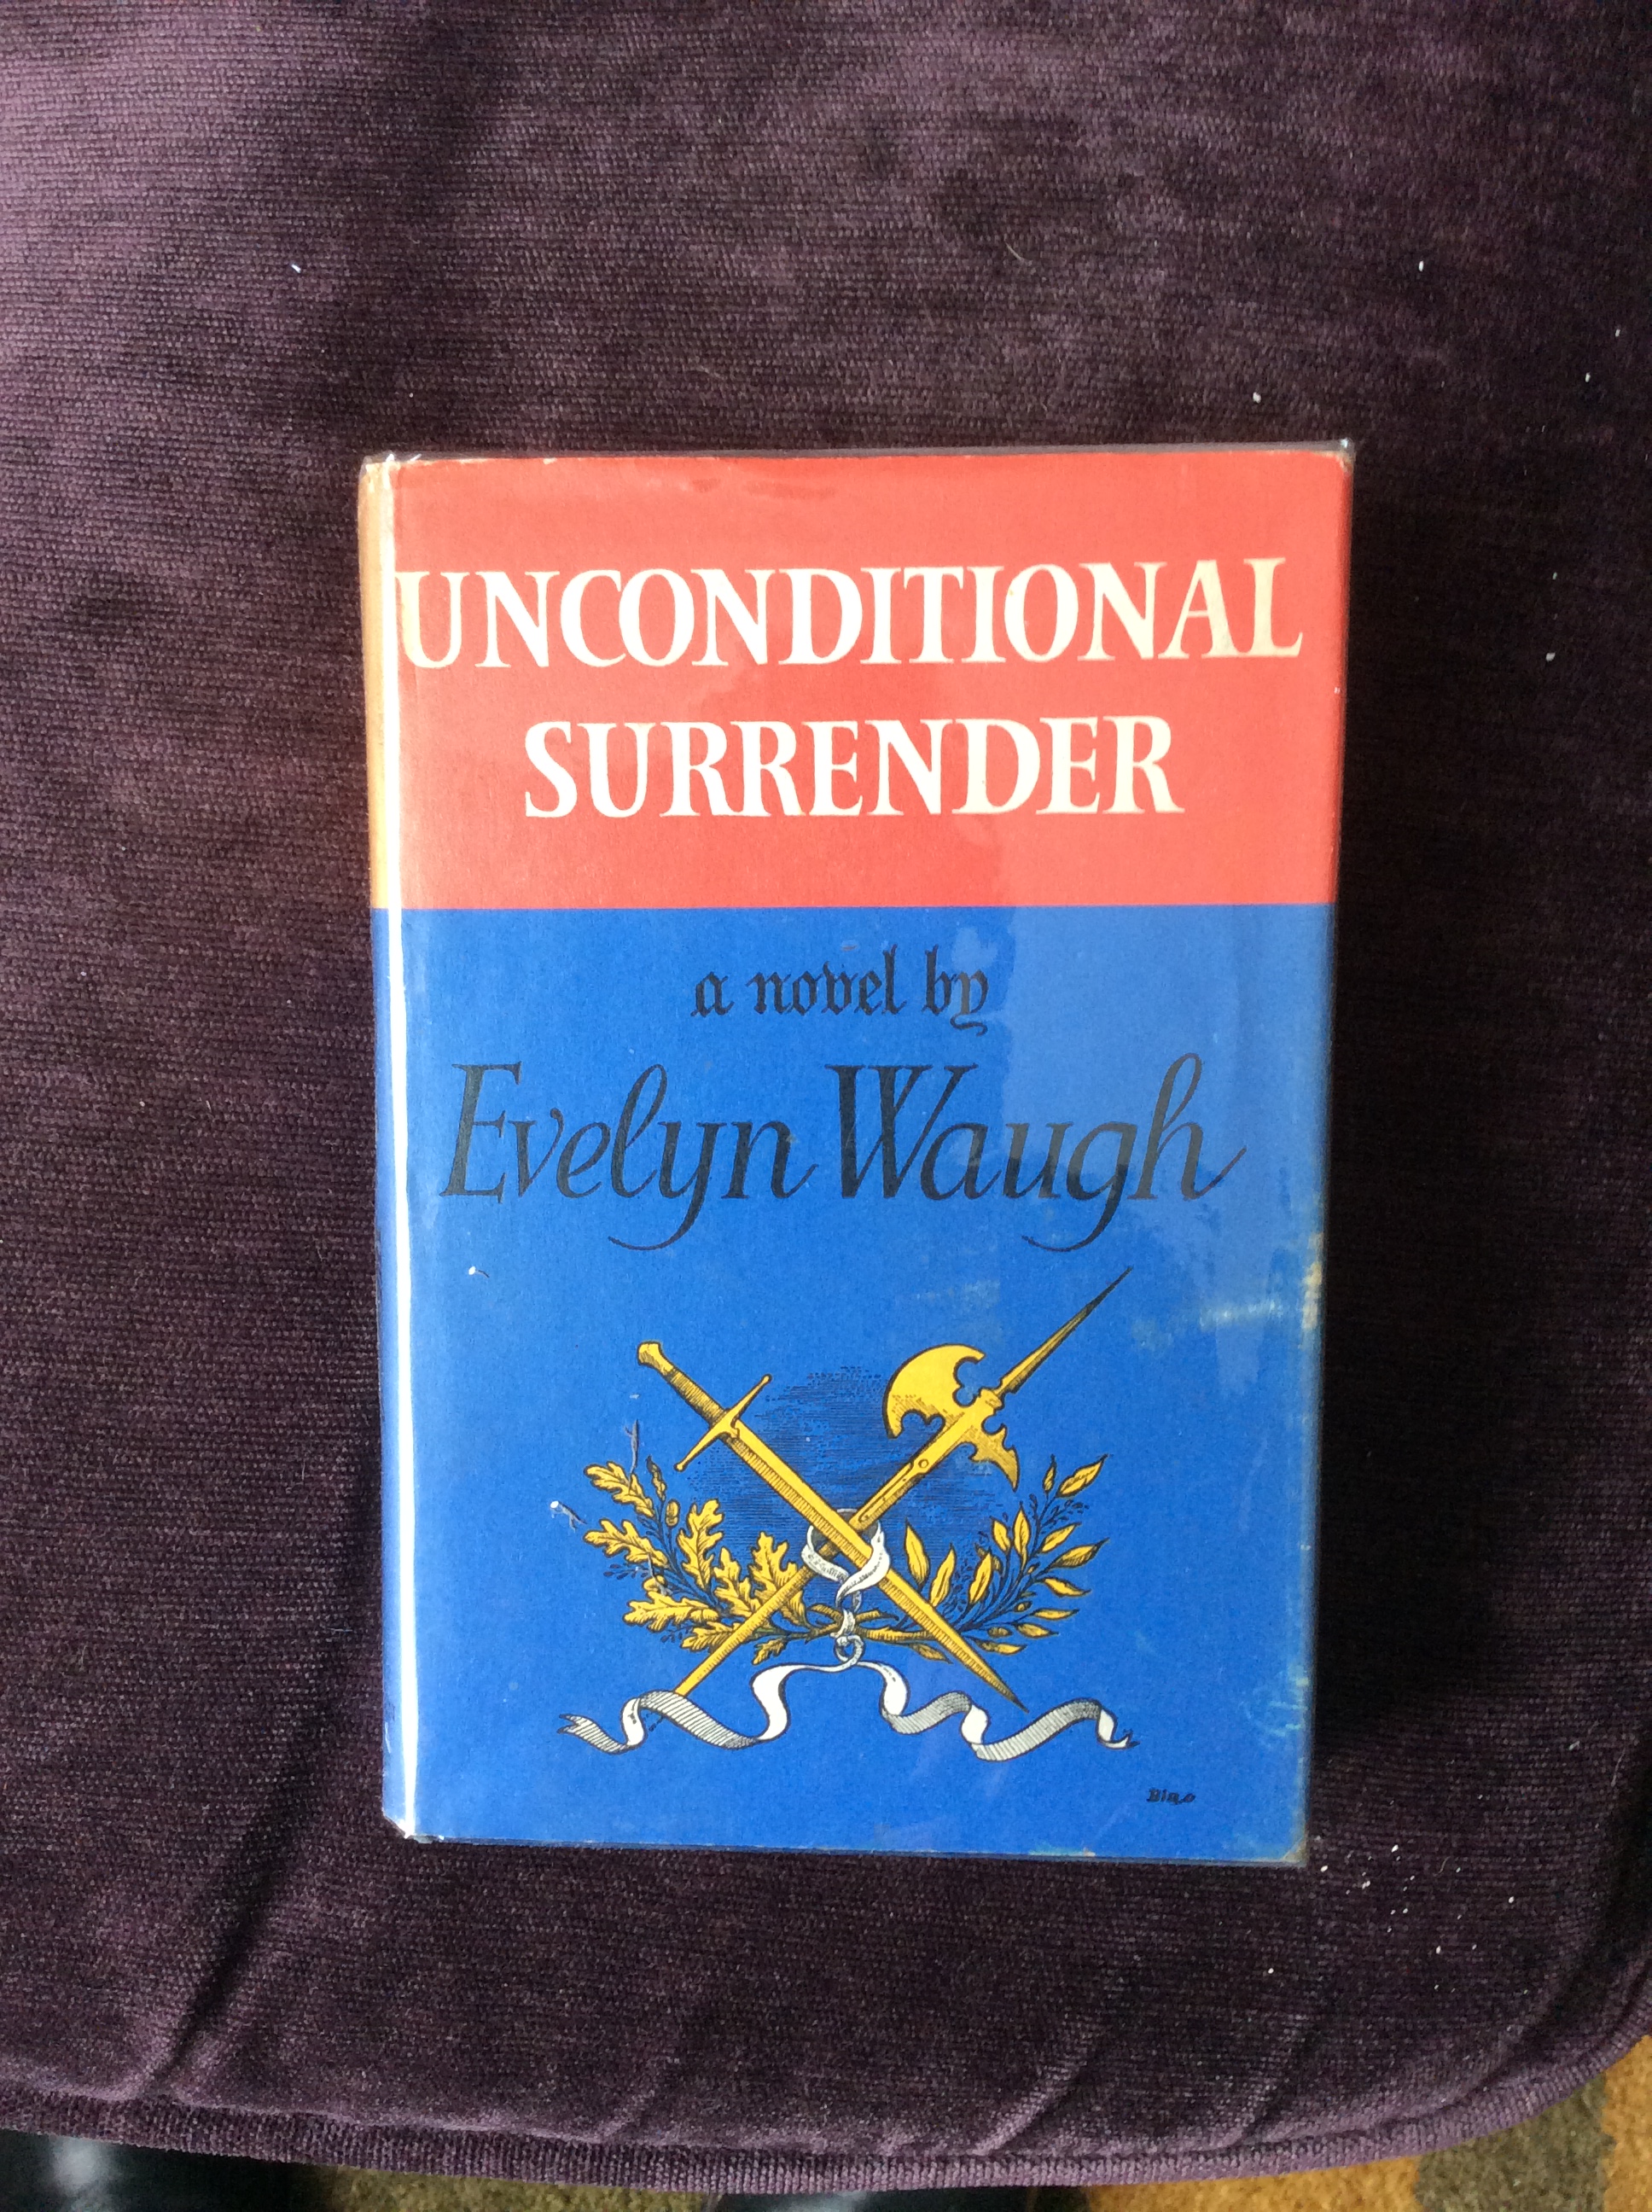 UNCONDITIONAL
SURRENDER
a novel by
Evelyn Waugh